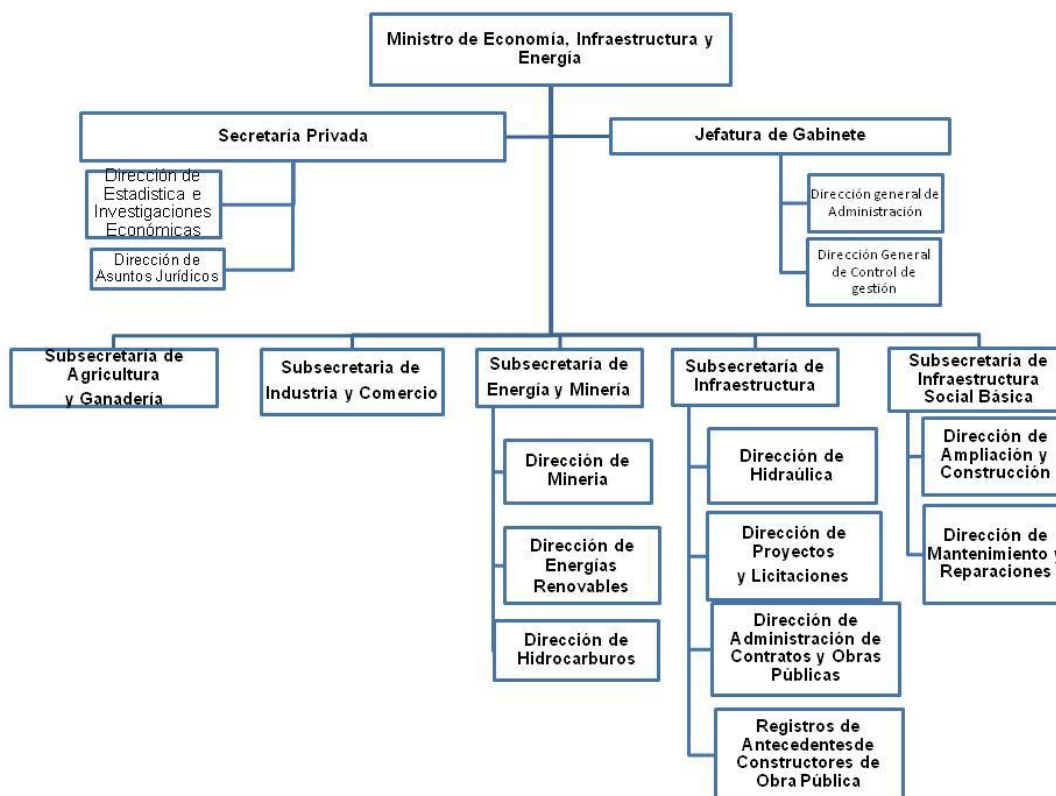 Ministro de Economía, Infraestructura y
Energía
Secretaría Privada
Jefatura de Gabinete
Dirección de
Estadistica e
Investigaciones
Económicas
Dirección de
Asuntos Jurídicos
Dirección general de
Administración
Dirección General
de Control de
gestión
Subsecretaría de
Agricultura
y Ganadería
Subsecretaria de
Industria y Comercio
Subsecretaría de
Energía y Minería
Subsecretaría de
Infraestructura
Subsecretaría de
Infraestructura
Social Básica
Dirección de
Mineria
Dirección de
Energías
Renovables
Dirección de
Hidrocarburos
Dirección de
Hidraúlica
Dirección de
Proyectos
y Licitaciones
Dirección de
Administración de
Contratos y Obras
Públicas
Registros de
Antecedentesde
Constructores de
Obra Pública
Dirección de
Ampliación y
Construcción
Dirección de
Mantenimiento y
Reparaciones